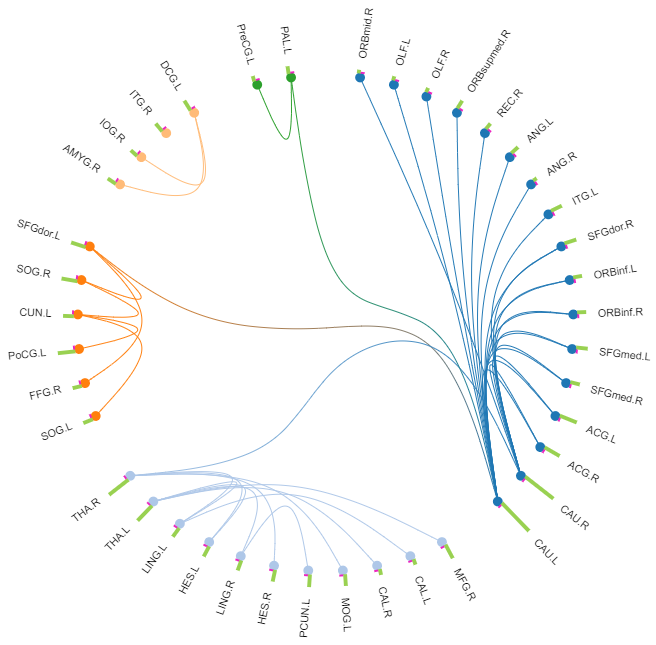 PreCG.L
PAL.L
ORBmid.R
OLF.L
OLF.R
ORBsupmed.R
REC.R
ANG.L
ANG.R
ITG.L
SFGdor.R
ORBinf.L
ORBinf.R
SFGmed.L
SFGmed.R
ACG.L
ACG.R
CAU.R
CAU.L
MFG.R
CAL.L
CAL.R
MOG.L
PCUN.L
HES.R
LING.R
HES.L
LING.L
THA.L
THA.R
SOG.L
FFG.R
PoCG.L
CUN.L
SOG.R
SFGdor.L
AMYG.R
IOG.R
ITG.R
DCG.L